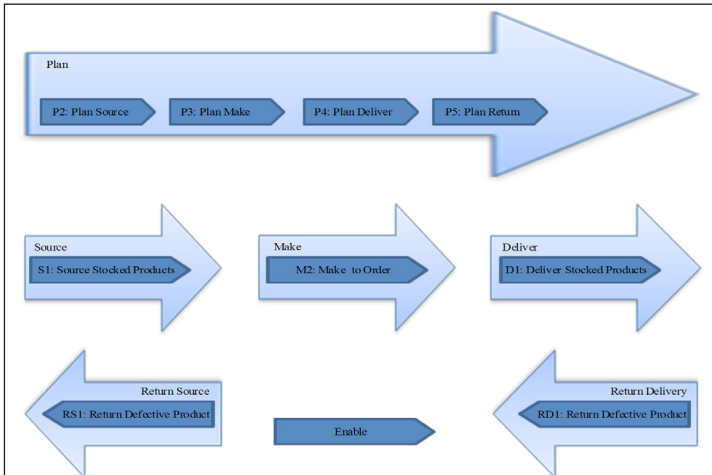 Plan
P2: Plan Source
P3: Plan Make
P4: Plan Deliver
P5: Plan Return
Source
S1: Source Stocked Products
Make
M2: Make to Order
Deliver
D1: Deliver Stocked Products
Return Source
RS1: Return Defective Product
Enable
Return Delivery
RD1: Return Defective Product